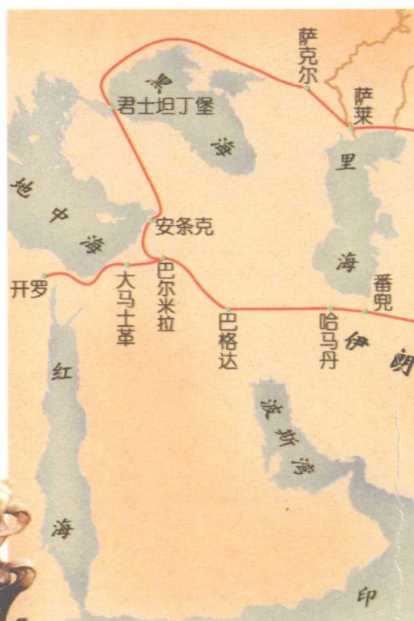 萨克尔
萨莱
黑海
君士坦丁堡
里海
地中海
安条克
开罗
大马士革
巴尔米拉
巴格达
哈马丹
番兜
伊朗
红海
波斯湾
印